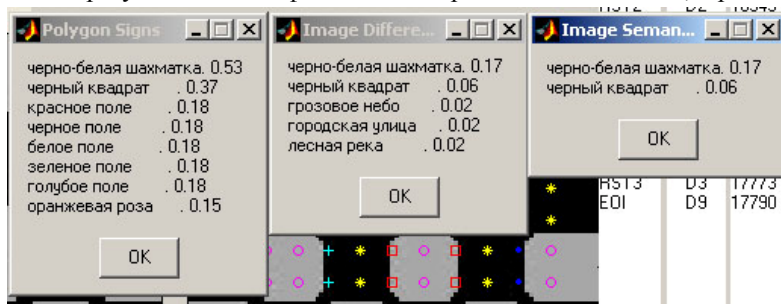 Polygon Signs
черно-белая шахматка. 0.53
черный квадрат . 0.37
красное поле . 0.18
черное поле . 0.18
белое поле . 0.18
зеленое поле . 0.18
голубое поле . 0.18
оранжевая роза . 0.15
OK
Image Differe...
черно-белая шахматка. 0.17
черный квадрат . 0.06
грозовое небо . 0.02
городская улица . 0.02
лесная река . 0.02
OK
Image Seman...
черно-белая шахматка. 0.17
черный квадрат . 0.06
OK
RST3 D3 17773
EOI D9 17790